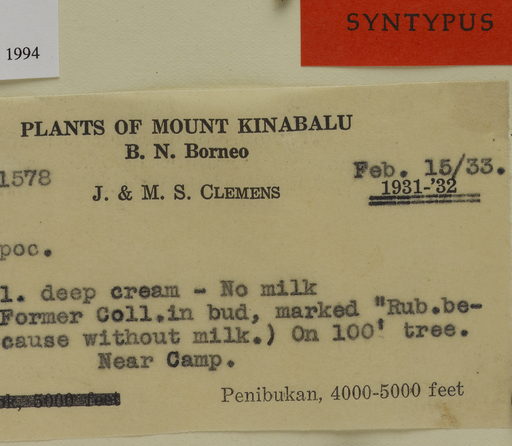 1994
SYNTYPUS
PLANTS OF MOUNT KINABALU
B. N. Borneo
1578
Feb. 15/33.
1931-'32
J. & M. S. CLEMENS
poc.
l. deep cream - No milk
Former Coll.in bud, marked "Rub.be-
cause without milk.) On 100' tree.
Near Camp.
5000 feet
Penibukan, 4000-5000 feet